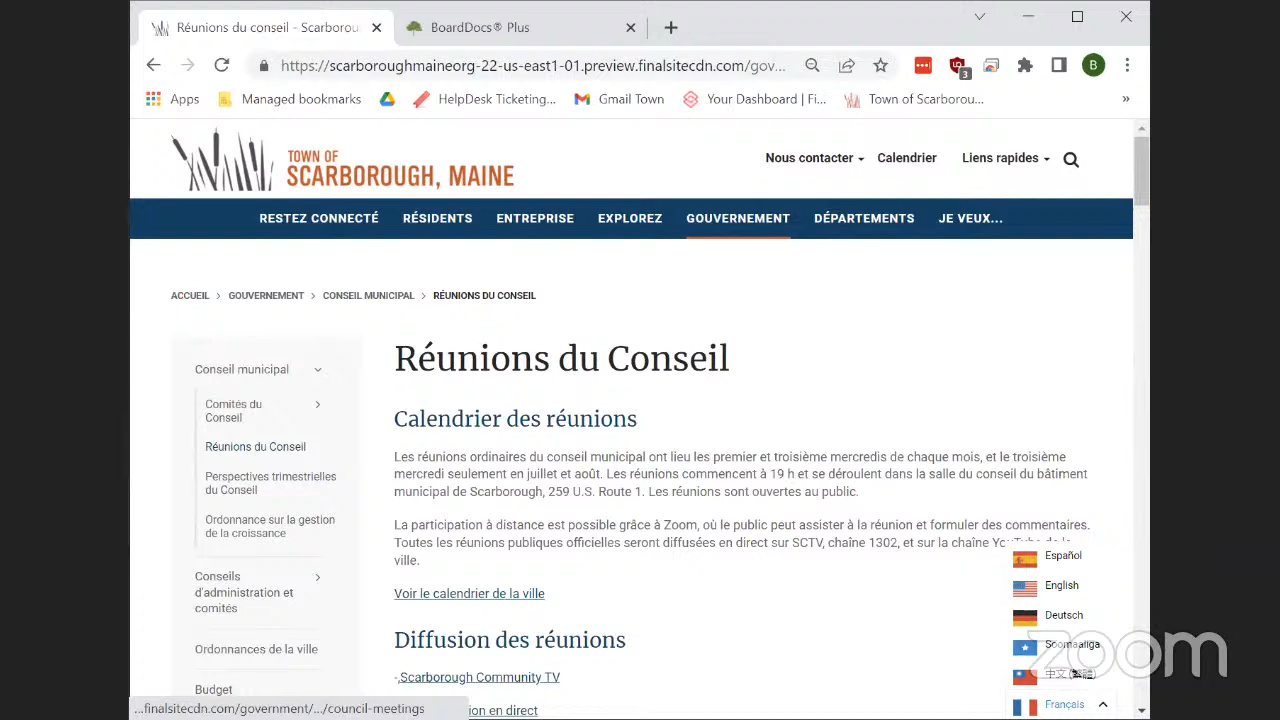 Réunions du conseil - Scarborou
BoardDocs® Plus
https://scarboroughmaineorg-22-us-east1-01.preview.finalsitecdn.com/gov...
3
B
Apps
Managed bookmarks
HelpDesk Ticketing...
Gmail Town
Your Dashboard | Fi...
Town of Scarborou...
»
TOWN OF
SCARBOROUGH, MAINE
Nous contacter
Calendrier
Liens rapides
RESTEZ CONNECTÉ
RÉSIDENTS
ENTREPRISE
EXPLOREZ
GOUVERNEMENT
DÉPARTEMENTS
JE VEUX...
ACCUEIL > GOUVERNEMENT > CONSEIL MUNICIPAL > RÉUNIONS DU CONSEIL
Conseil municipal
Comités du
Conseil
Réunions du Conseil
Perspectives trimestrielles
du Conseil
Ordonnance sur la gestion
de la croissance
Conseils
d'administration et
comités
Ordonnances de la ville
Budget
Réunions du Conseil
Calendrier des réunions
Les réunions ordinaires du conseil municipal ont lieu les premier et troisième mercredis de chaque mois, et le troisième
mercredi seulement en juillet et août. Les réunions commencent à 19 h et se déroulent dans la salle du conseil du bâtiment
municipal de Scarborough, 259 U.S. Route 1. Les réunions sont ouvertes au public.
La participation à distance est possible grâce à Zoom, où le public peut assister à la réunion et formuler des commentaires.
Toutes les réunions publiques officielles seront diffusées en direct sur SCTV, chaîne 1302, et sur la chaîne YouTube de la
ville.
Voir le calendrier de la ville
Diffusion des réunions
Scarborough Community TV
en direct
Español
English
Deutsch
Soomaaliga
中文 (繁體)
Français
zoom
...finalsitecdn.com/government/.../council-meetings